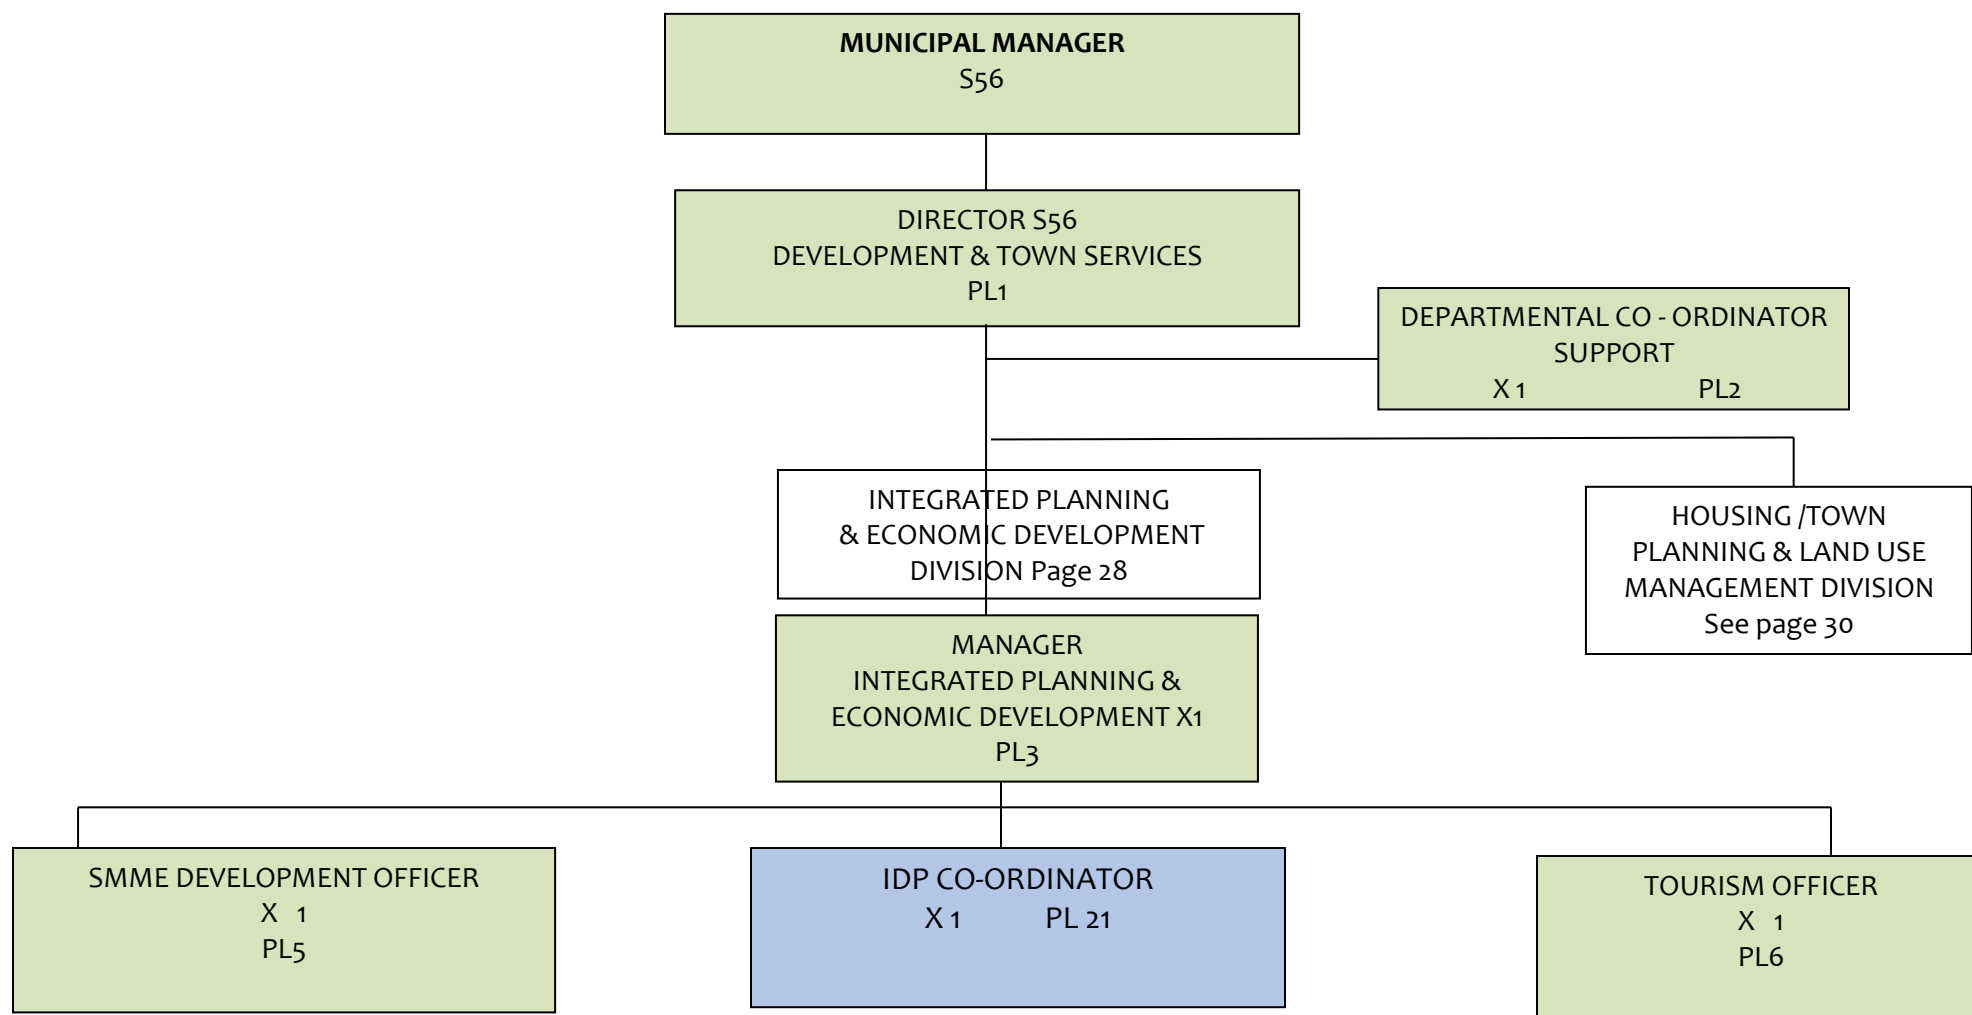 MUNICIPAL MANAGER
S56
DIRECTOR S56
DEVELOPMENT & TOWN SERVICES
PL1
DEPARTMENTAL CO - ORDINATOR
SUPPORT
X 1 PL2
INTEGRATED PLANNING
& ECONOMIC DEVELOPMENT
DIVISION Page 28
HOUSING /TOWN
PLANNING & LAND USE
MANAGEMENT DIVISION
See page 30
MANAGER
INTEGRATED PLANNING &
ECONOMIC DEVELOPMENT X1
PL3
SMME DEVELOPMENT OFFICER
X 1
PL5
IDP CO-ORDINATOR
X 1 PL 21
TOURISM OFFICER
X 1
PL6